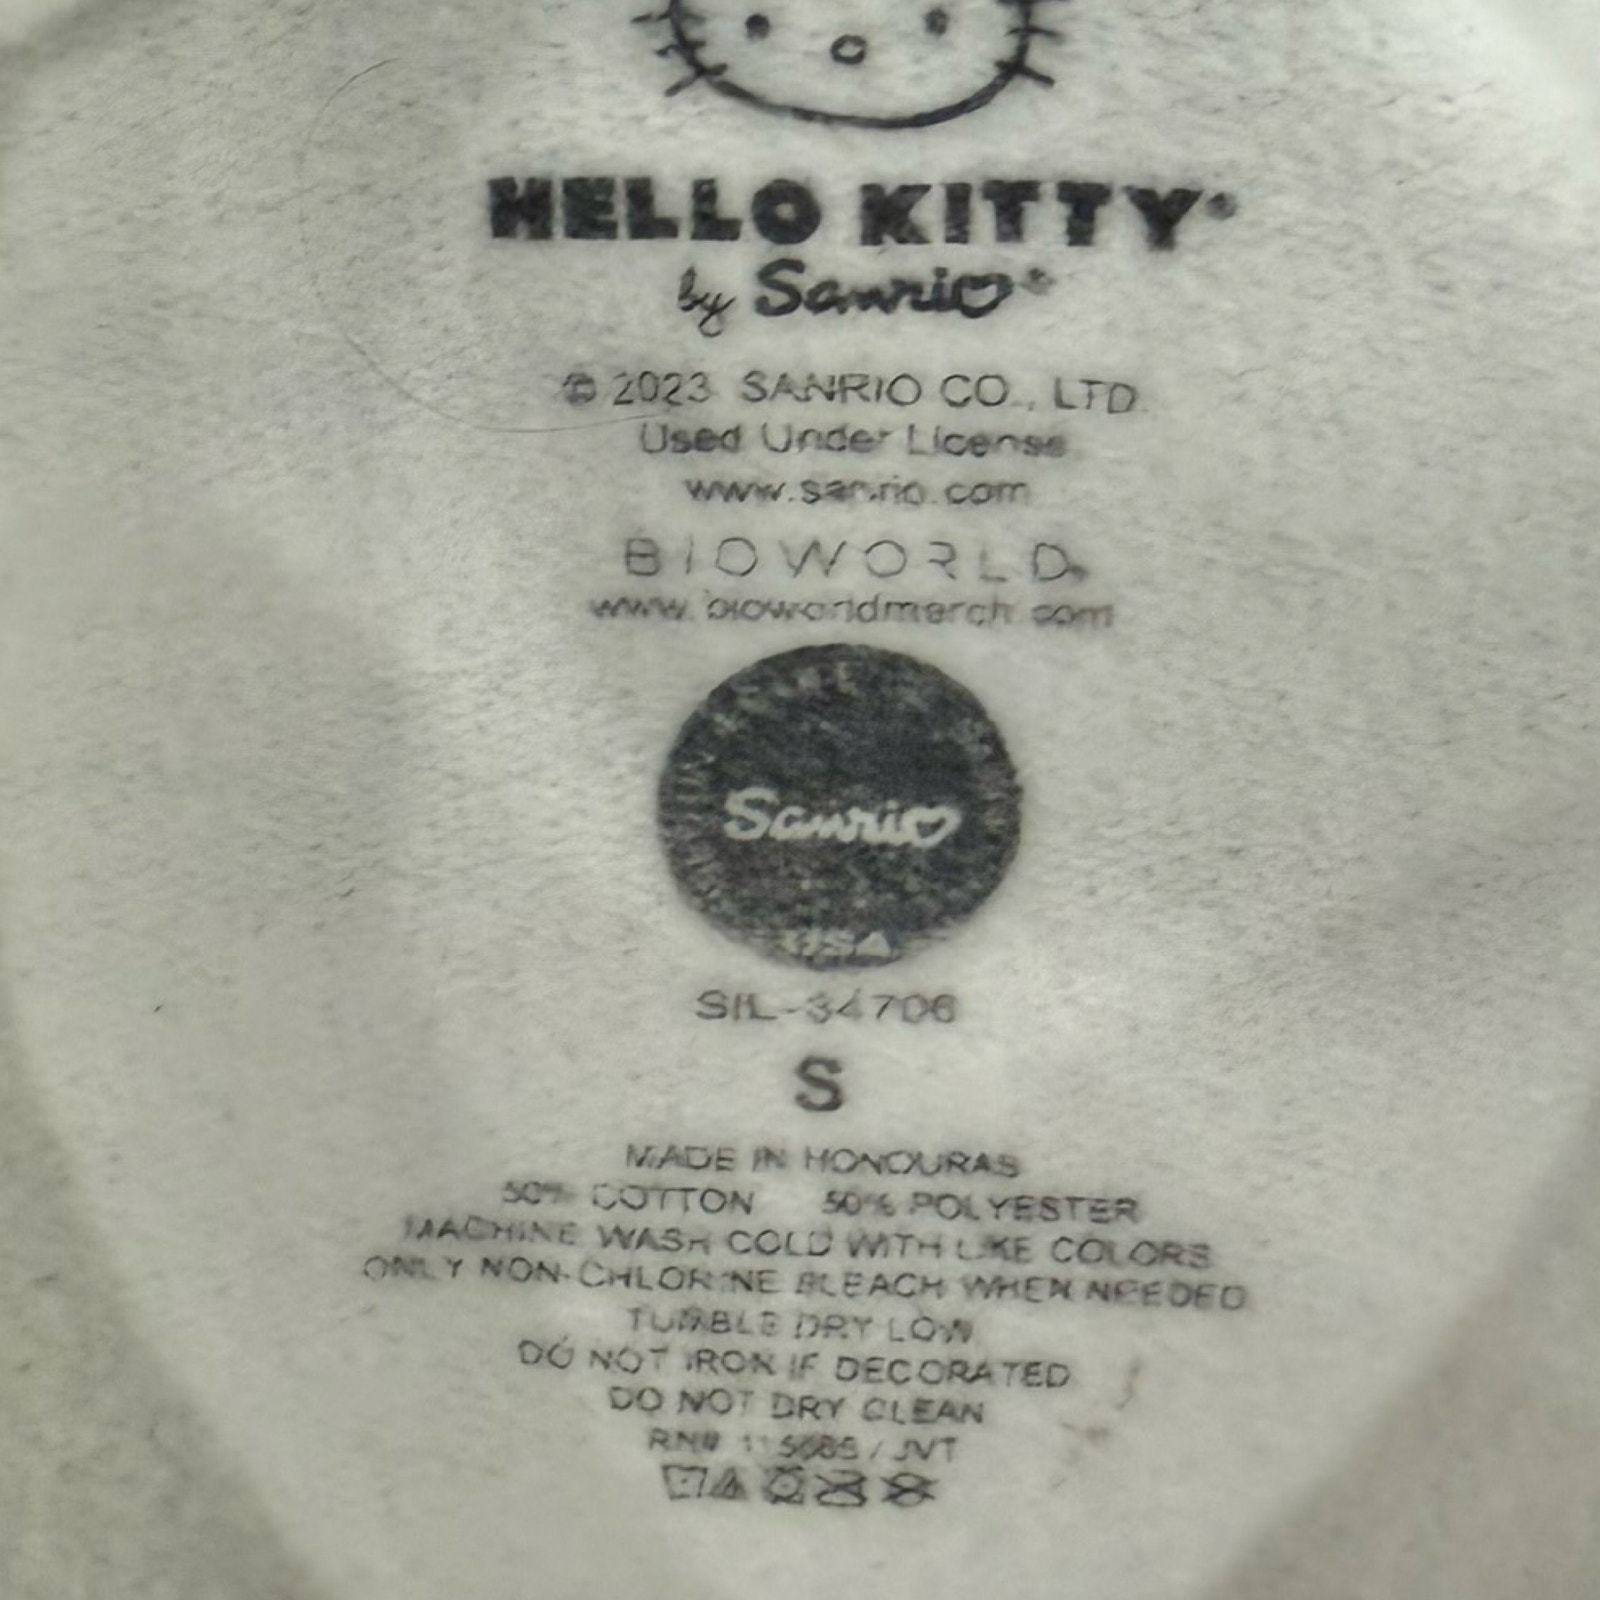 HELLO KITTY®
by Sanrio®
© 2023 SANRIO CO., LTD.
Used Under License
www.sanrio.com
BIOWORLD®
www.bioworldmerch.com
Sanrio
USA
SIL-34706
S
MADE IN HONDURAS
50% COTTON 50% POLYESTER
MACHINE WASH COLD WITH LIKE COLORS
ONLY NON-CHLORINE BLEACH WHEN NEEDED
TUMBLE DRY LOW
DO NOT IRON IF DECORATED
DO NOT DRY CLEAN
RN# / JVT